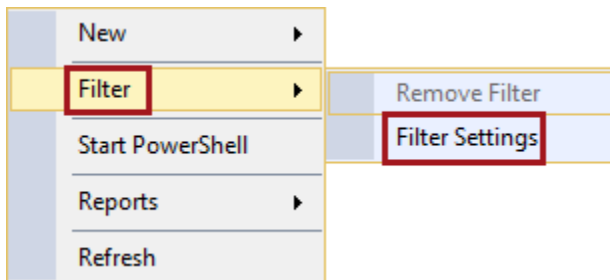 New
Filter
Remove Filter
Filter Settings
Start PowerShell
Reports
Refresh